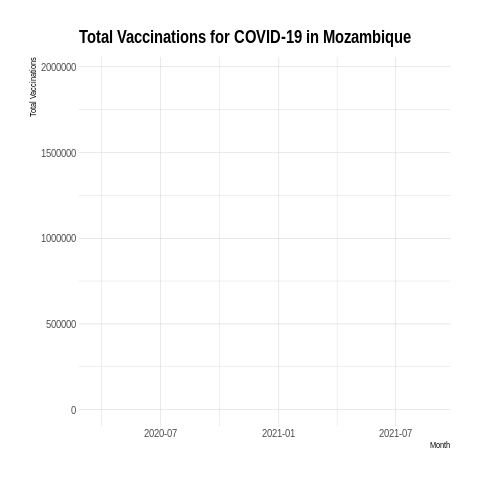 Total Vaccinations for COVID-19 in Mozambique
Total Vaccinations
2000000
1500000
1000000
500000
0
2020-07 2021-01 2021-07
Month